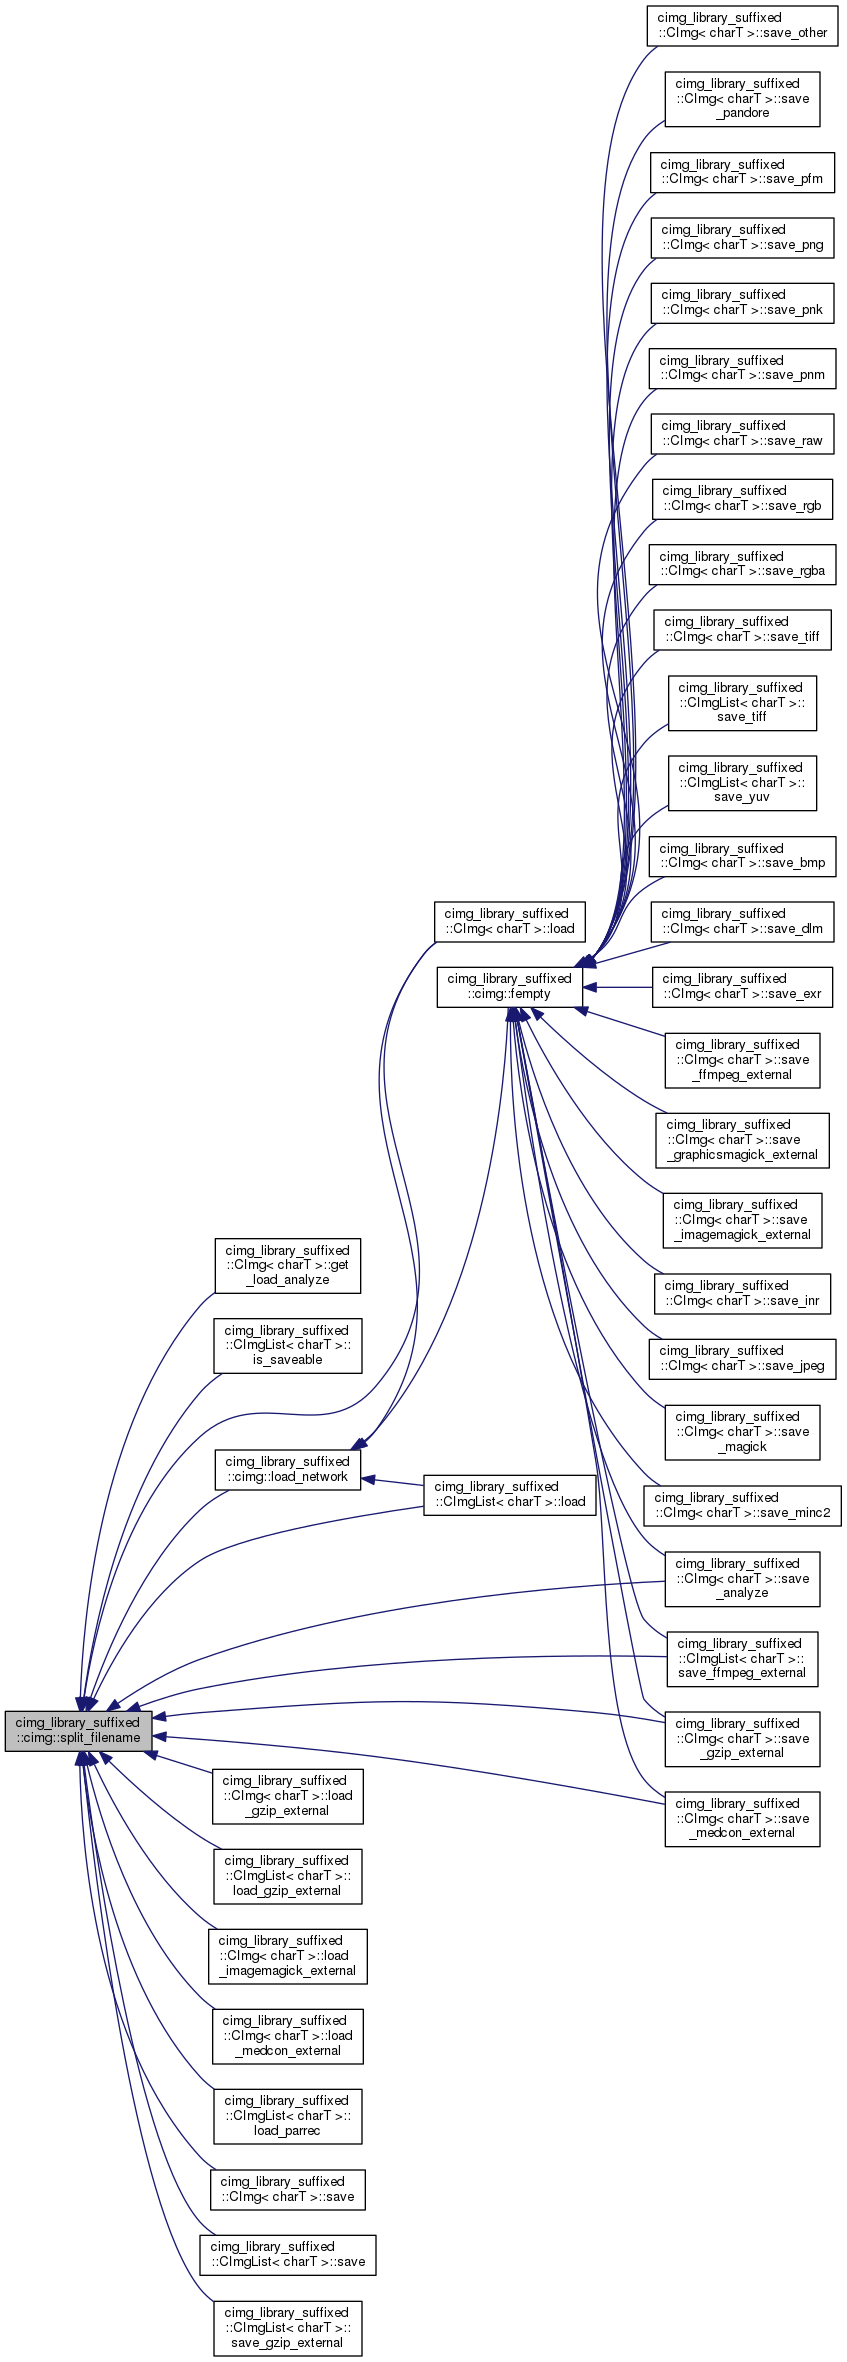 cimg_library_suffixed
::CImg< charT >::save_other
cimg_library_suffixed
::CImg< charT >::save
_pandore
cimg_library_suffixed
::CImg< charT >::save_pfm
cimg_library_suffixed
::CImg< charT >::save_png
cimg_library_suffixed
::CImg< charT >::save_pnk
cimg_library_suffixed
::CImg< charT >::save_pnm
cimg_library_suffixed
::CImg< charT >::save_raw
cimg_library_suffixed
::CImg< charT >::save_rgb
cimg_library_suffixed
::CImg< charT >::save_rgba
cimg_library_suffixed
::CImg< charT >::save_tiff
cimg_library_suffixed
::CImgList< charT >::
save_tiff
cimg_library_suffixed
::CImgList< charT >::
save_yuv
cimg_library_suffixed
::CImg< charT >::save_bmp
cimg_library_suffixed
::CImg< charT >::load
cimg_library_suffixed
::CImg< charT >::save_dlm
cimg_library_suffixed
::cimg::fempty
cimg_library_suffixed
::CImg< charT >::save_exr
cimg_library_suffixed
::CImg< charT >::save
_ffmpeg_external
cimg_library_suffixed
::CImg< charT >::save
_graphicsmagick_external
cimg_library_suffixed
::CImg< charT >::save
_imagemagick_external
cimg_library_suffixed
::CImg< charT >::get
_load_analyze
cimg_library_suffixed
::CImg< charT >::save_inr
cimg_library_suffixed
::CImgList< charT >::
is_saveable
cimg_library_suffixed
::CImg< charT >::save_jpeg
cimg_library_suffixed
::CImg< charT >::save
_magick
cimg_library_suffixed
::cimg::load_network
cimg_library_suffixed
::CImgList< charT >::load
cimg_library_suffixed
::CImg< charT >::save_minc2
cimg_library_suffixed
::CImg< charT >::save
_analyze
cimg_library_suffixed
::CImgList< charT >::
save_ffmpeg_external
cimg_library_suffixed
::cimg::split_filename
cimg_library_suffixed
::CImg< charT >::save
_gzip_external
cimg_library_suffixed
::CImg< charT >::load
_gzip_external
cimg_library_suffixed
::CImg< charT >::save
_medcon_external
cimg_library_suffixed
::CImgList< charT >::
load_gzip_external
cimg_library_suffixed
::CImg< charT >::load
_imagemagick_external
cimg_library_suffixed
::CImg< charT >::load
_medcon_external
cimg_library_suffixed
::CImgList< charT >::
load_parrec
cimg_library_suffixed
::CImg< charT >::save
cimg_library_suffixed
::CImgList< charT >::save
cimg_library_suffixed
::CImgList< charT >::
save_gzip_external